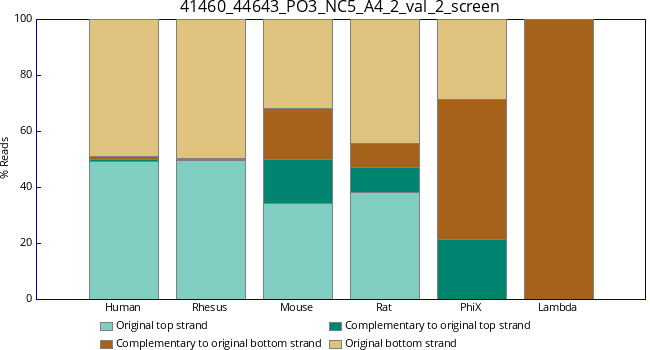 41460_44643_PO3_NC5_A4_2_val_2_screen
100
80
60
40
20
0
% Reads
Human Rhesus Mouse Rat PhiX Lambda
Original top strand Complementary to original top strand
Complementary to original bottom strand Original bottom strand